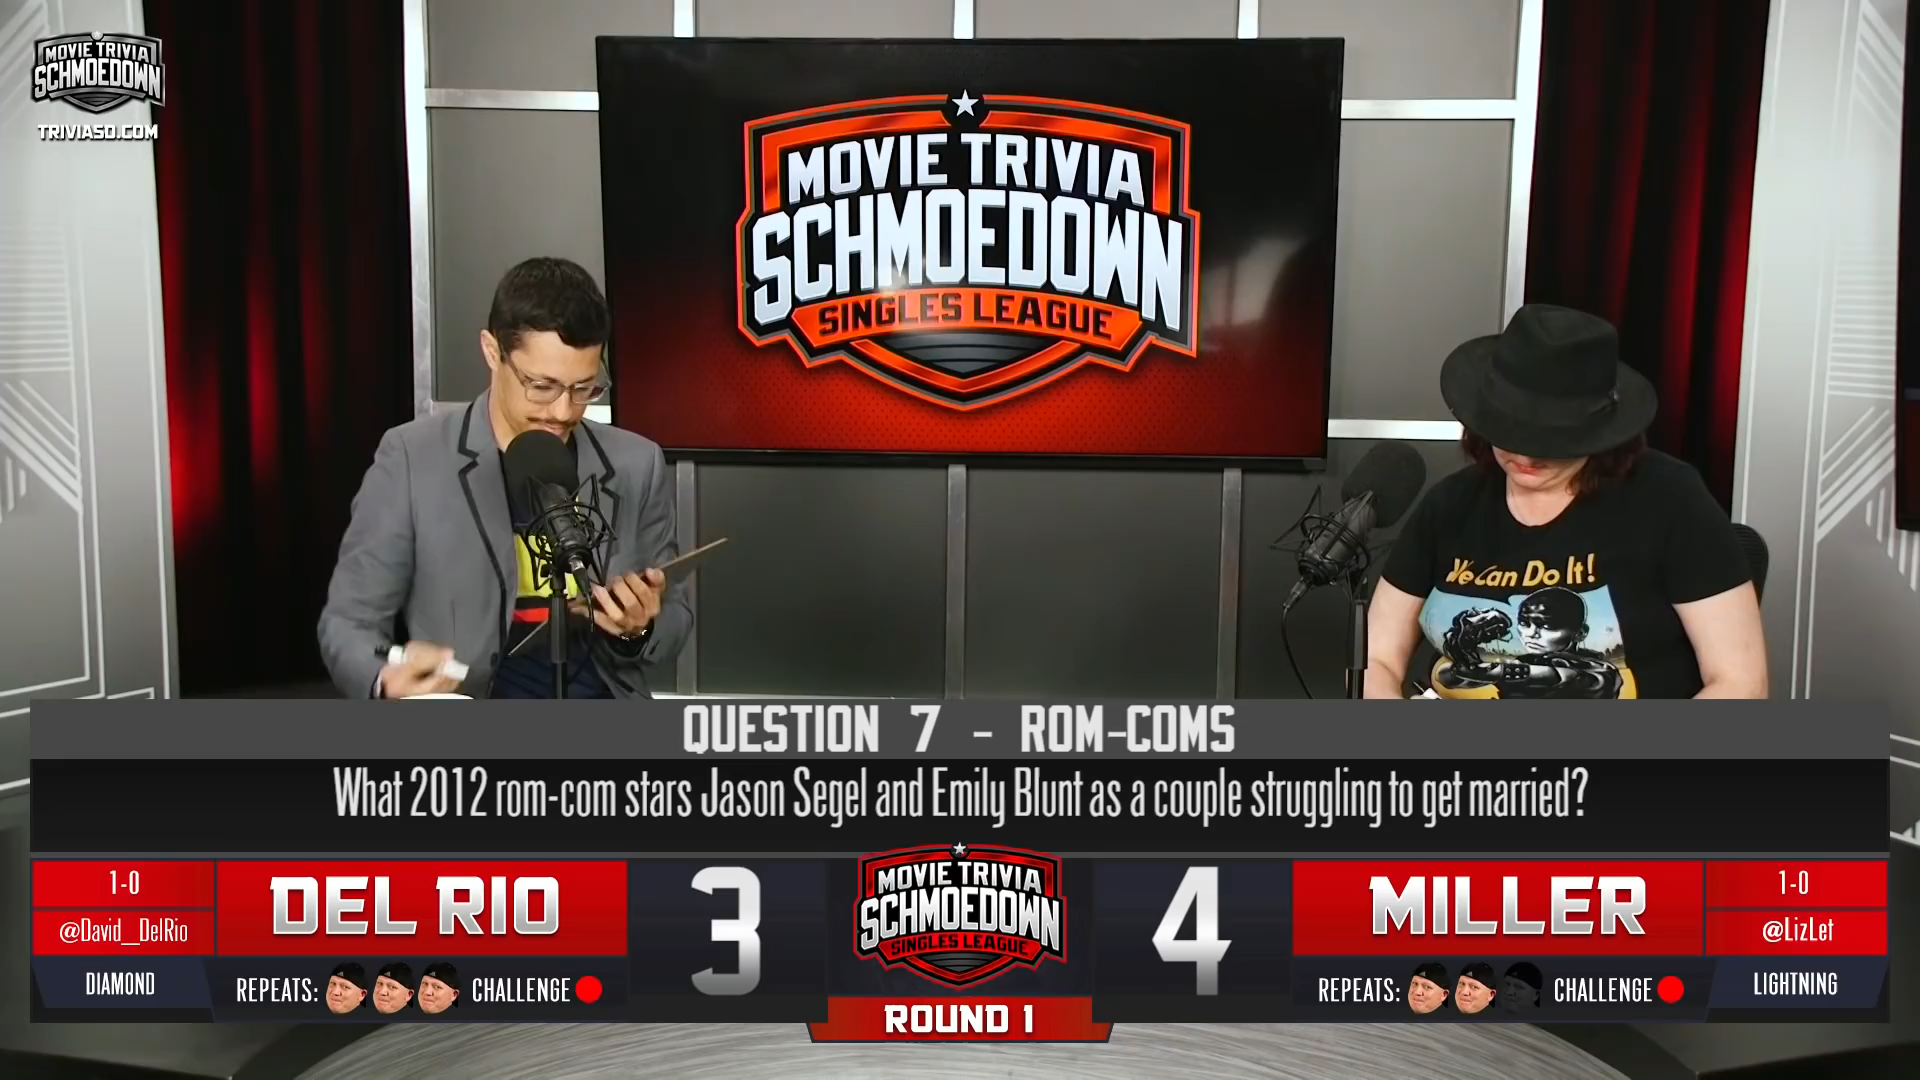 MOVIE TRIVIA
SCHMOEDOWN
TRIVIASD.COM
MOVIE TRIVIA
SCHMOEDOWN
SINGLES LEAGUE
We Can Do It!
QUESTION 7 - ROM-COMS
What 2012 rom-com stars Jason Segel and Emily Blunt as a couple struggling to get married?
1-0
@David_DelRio
DIAMOND
DEL RIO
REPEATS: CHALLENGE
3
MOVIE TRIVIA
SCHMOEDOWN
SINGLES LEAGUE
ROUND 1
4
MILLER
REPEATS: CHALLENGE
1-0
@LizLet
LIGHTNING